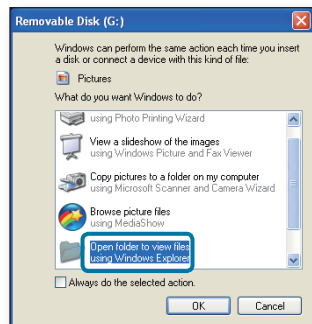 Removable Disk (G:)
Windows can perform the same action each time you insert
a disk or connect a device with this kind of file:
Pictures
What do you want Windows to do?
using Photo Printing Wizard
View a slideshow of the images
using Windows Picture and Fax Viewer
Copy pictures to a folder on my computer
using Microsoft Scanner and Camera Wizard
Browse picture files
using MediaShow
Open folder to view files
using Windows Explorer
Always do the selected action.
OK
Cancel